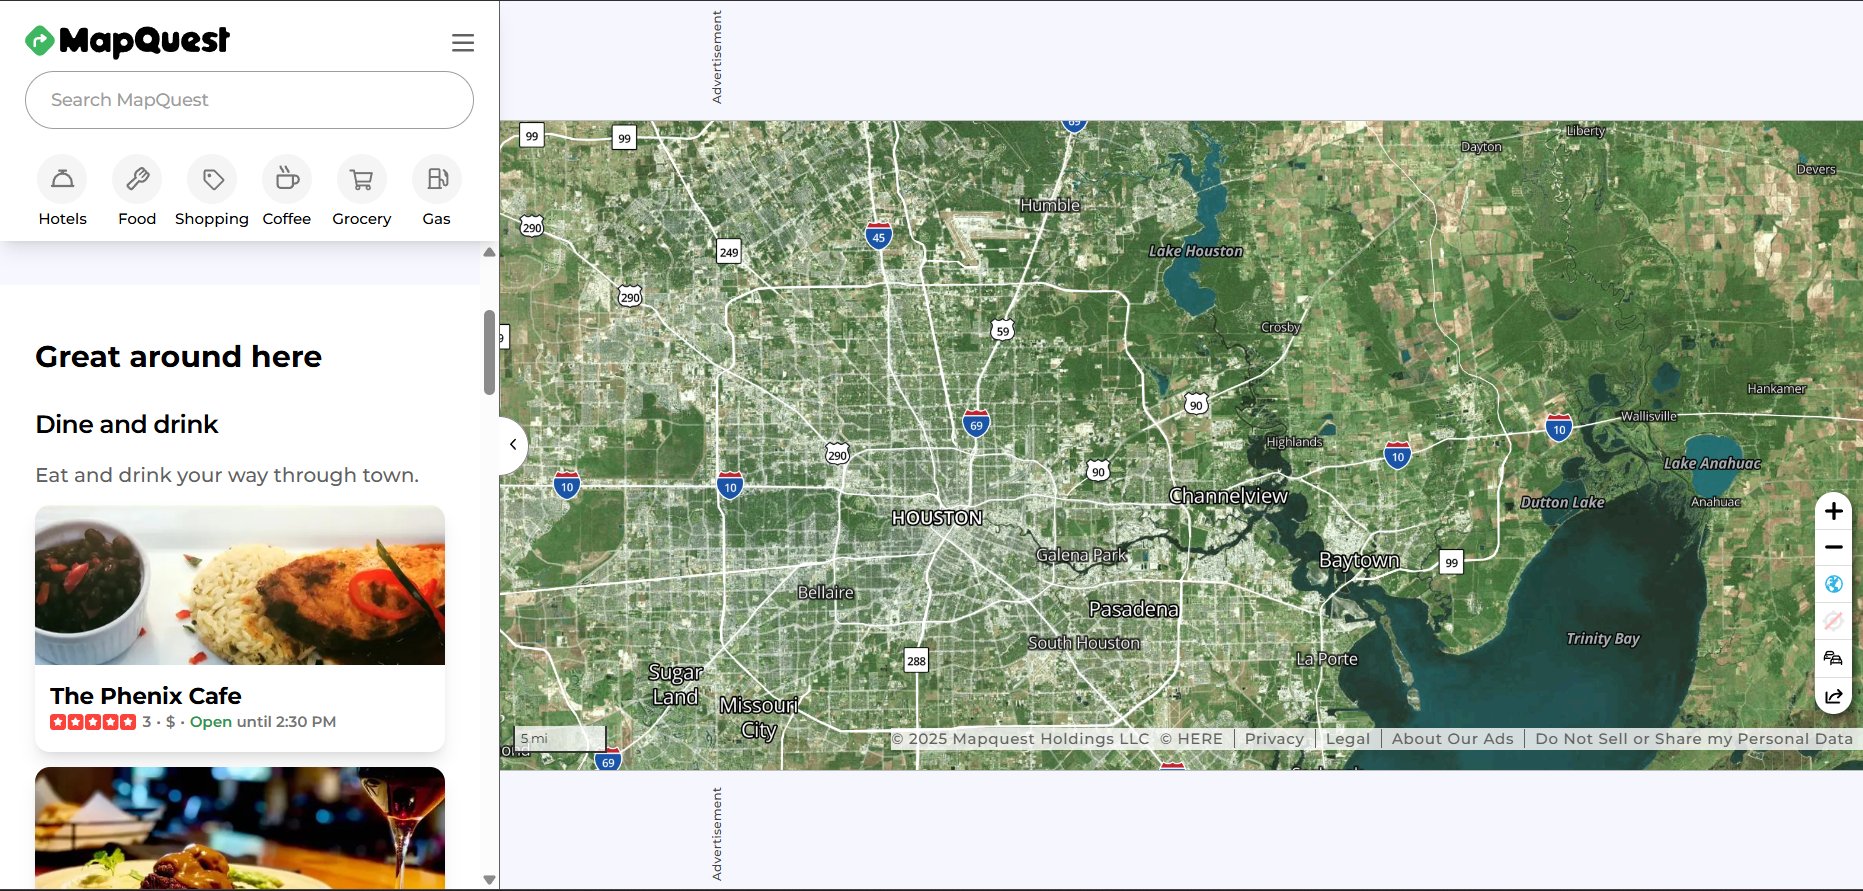 MapQuest
Search MapQuest
Hotels
Food
Shopping
Coffee
Grocery
Gas
Great around here
Dine and drink
Eat and drink your way through town.
The Phenix Cafe
3 · $ · Open until 2:30 PM
Advertisement
99
99
69
Liberty
Dayton
Devers
Humble
290
45
249
Lake Houston
290
59
Crosby
90
Hankamer
Wallisville
69
10
Highlands
290
10
90
Lake Anahuac
10
10
Channelview
Dutton Lake
Anahuac
HOUSTON
Galena Park
Baytown
99
Bellaire
Pasadena
Trinity Bay
South Houston
288
La Porte
Sugar
Land
Missouri
City
5 mi
69
© 2025 Mapquest Holdings LLC © HERE
Privacy
Legal
About Our Ads
Do Not Sell or Share my Personal Data
Advertisement